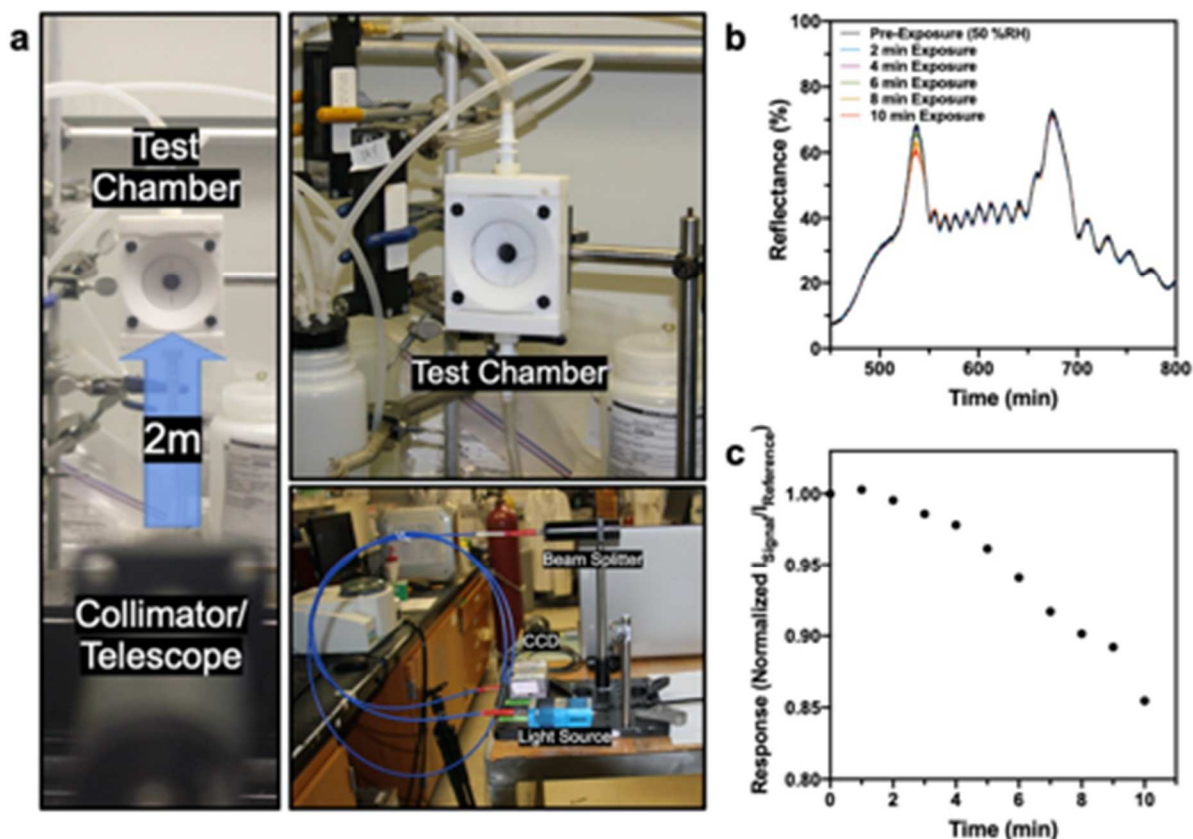 a
Test
Chamber
2m
Collimator/
Telescope
Test Chamber
Beam Splitter
CCD
Light Source
b
100
80
60
40
20
0
Reflectance (%)
Pre-Exposure (50 %RH)
2 min Exposure
4 min Exposure
6 min Exposure
8 min Exposure
10 min Exposure
500 600 700 800
Time (min)
c
1.00
0.95
0.90
0.85
0.80
Response (Normalized ISignal/IReference)
0 2 4 6 8 10
Time (min)